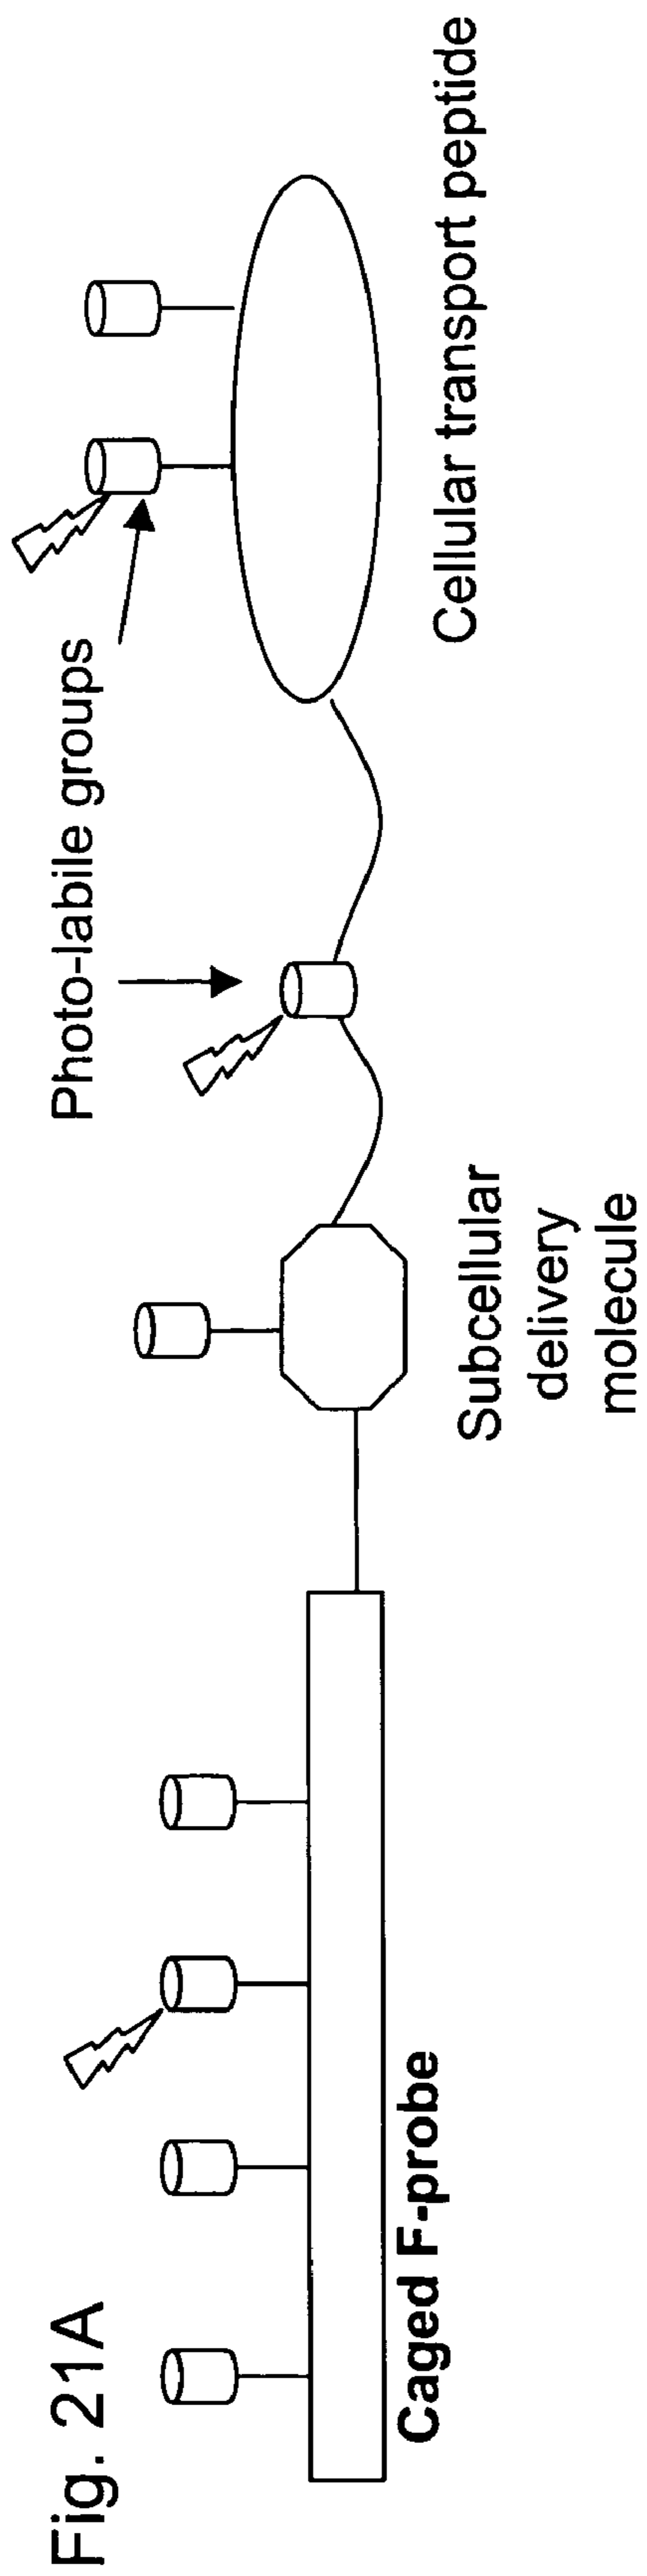 Fig. 21A
Photo-labile groups
Caged F-probe
Subcellular
delivery
molecule
Cellular transport peptide